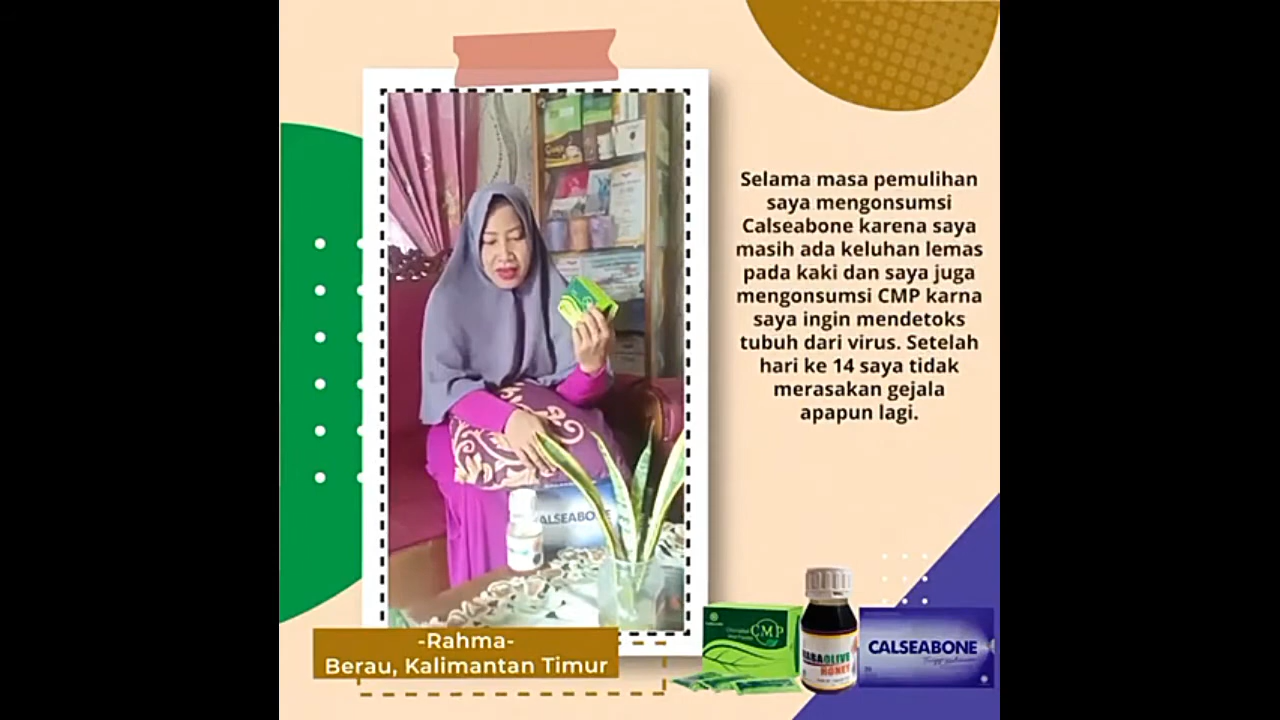 Selama masa pemulihan
saya mengonsumsi
Calseabone karena saya
masih ada keluhan lemas
pada kaki dan saya juga
mengonsumsi CMP karna
saya ingin mendetoks
tubuh dari virus. Setelah
hari ke 14 saya tidak
merasakan gejala
apapun lagi.
CALSEABONE
-Rahma-
Berau, Kalimantan Timur
CMP
HONEY
CALSEABONE